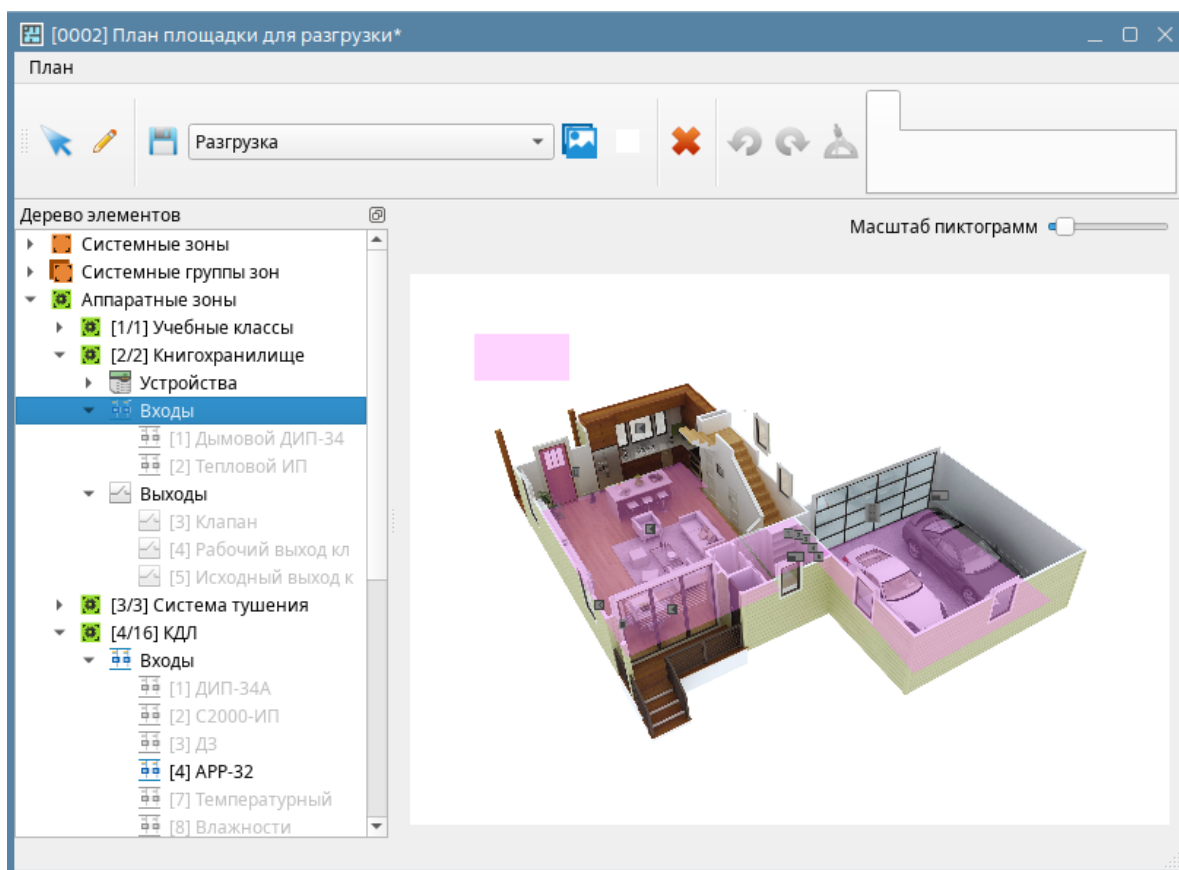 [0002] План площадки для разгрузки*
План
Разгрузка
Дерево элементов
Масштаб пиктограмм
Системные зоны
Системные группы зон
Аппаратные зоны
[1/1] Учебные классы
[2/2] Книгохранилище
Устройства
Входы
[1] Дымовой ДИП-34
[2] Тепловой ИП
Выходы
[3] Клапан
[4] Рабочий выход кл
[5] Исходный выход к
[3/3] Система тушения
[4/16] КДЛ
Входы
[1] ДИП-34А
[2] С2000-ИП
[3] ДЗ
[4] АРР-32
[7] Температурный
[8] Влажности